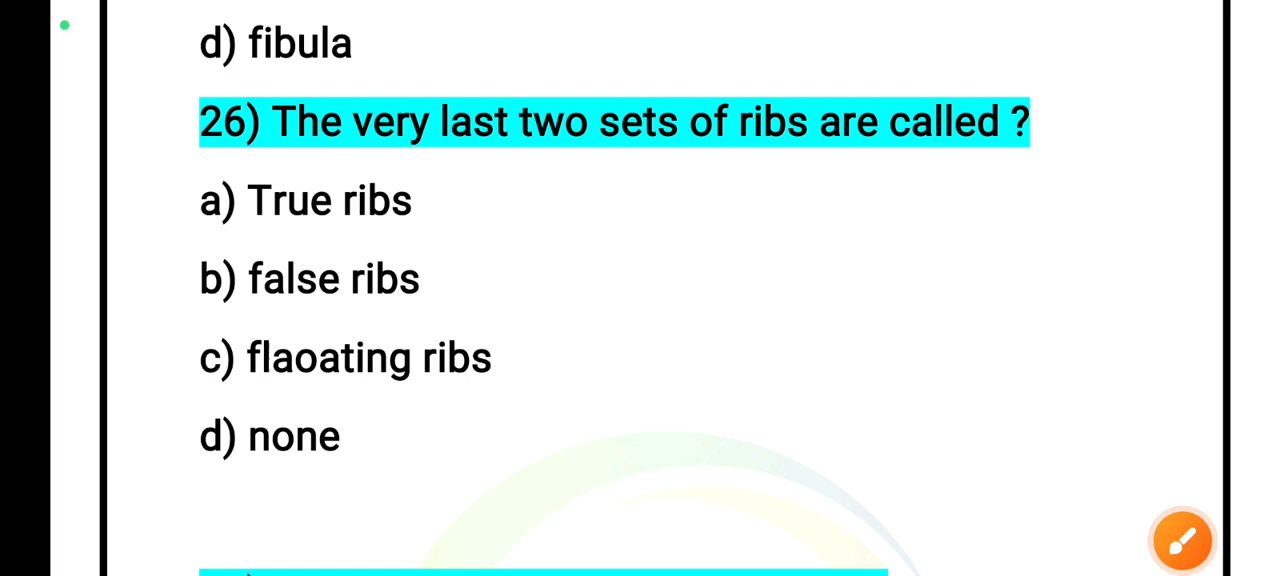 d) fibula
26) The very last two sets of ribs are called ?
a) True ribs
b) false ribs
c) flaoating ribs
d) none